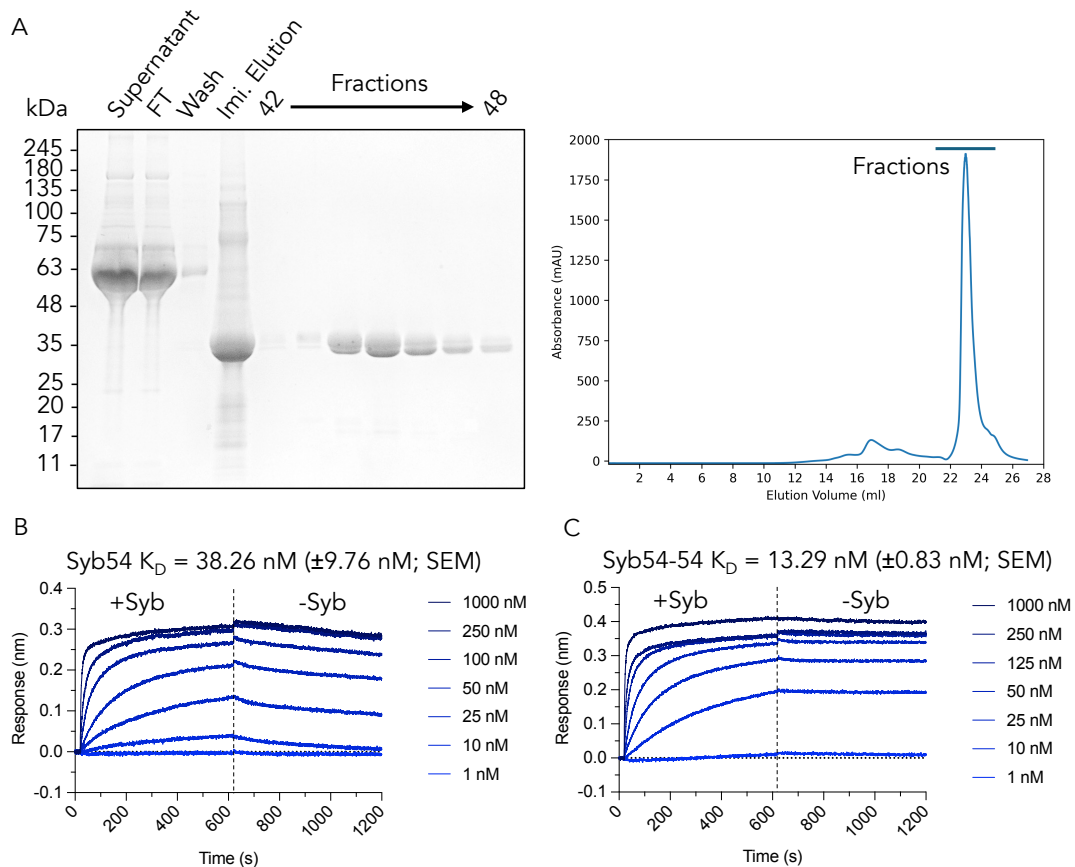 A
Supernatant
FT
Wash
Imi. Elution
42
Fractions
48
kDa
245
180
135
100
75
63
48
35
25
20
17
11
Fractions
Absorbance (mAU)
2000
1750
1500
1250
1000
750
500
250
0
2 4 6 8 10 12 14 16 18 20 22 24 26 28
Elution Volume (ml)
B
Syb54 KD = 38.26 nM (±9.76 nM; SEM)
+Syb
-Syb
Response (nm)
0.4
0.3
0.2
0.1
0.0
-0.1
0 200 400 600 800 1000 1200
Time (s)
1000 nM
250 nM
100 nM
50 nM
25 nM
10 nM
1 nM
C
Syb54-54 KD = 13.29 nM (±0.83 nM; SEM)
+Syb
-Syb
Response (nm)
0.5
0.4
0.3
0.2
0.1
0.0
-0.1
0 200 400 600 800 1000 1200
Time (s)
1000 nM
250 nM
125 nM
50 nM
25 nM
10 nM
1 nM